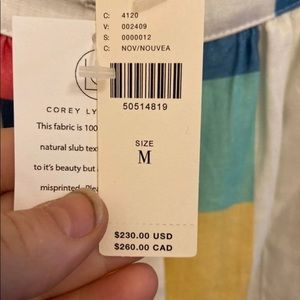 C: 4120
V: 002409
S: 0000012
C: NOV/NOUVEA
50514819
SIZE
M
$230.00 USD
$260.00 CAD
COREY LY
This fabric is 100
natural slub tex
to it's beauty but
misprinted. Plea